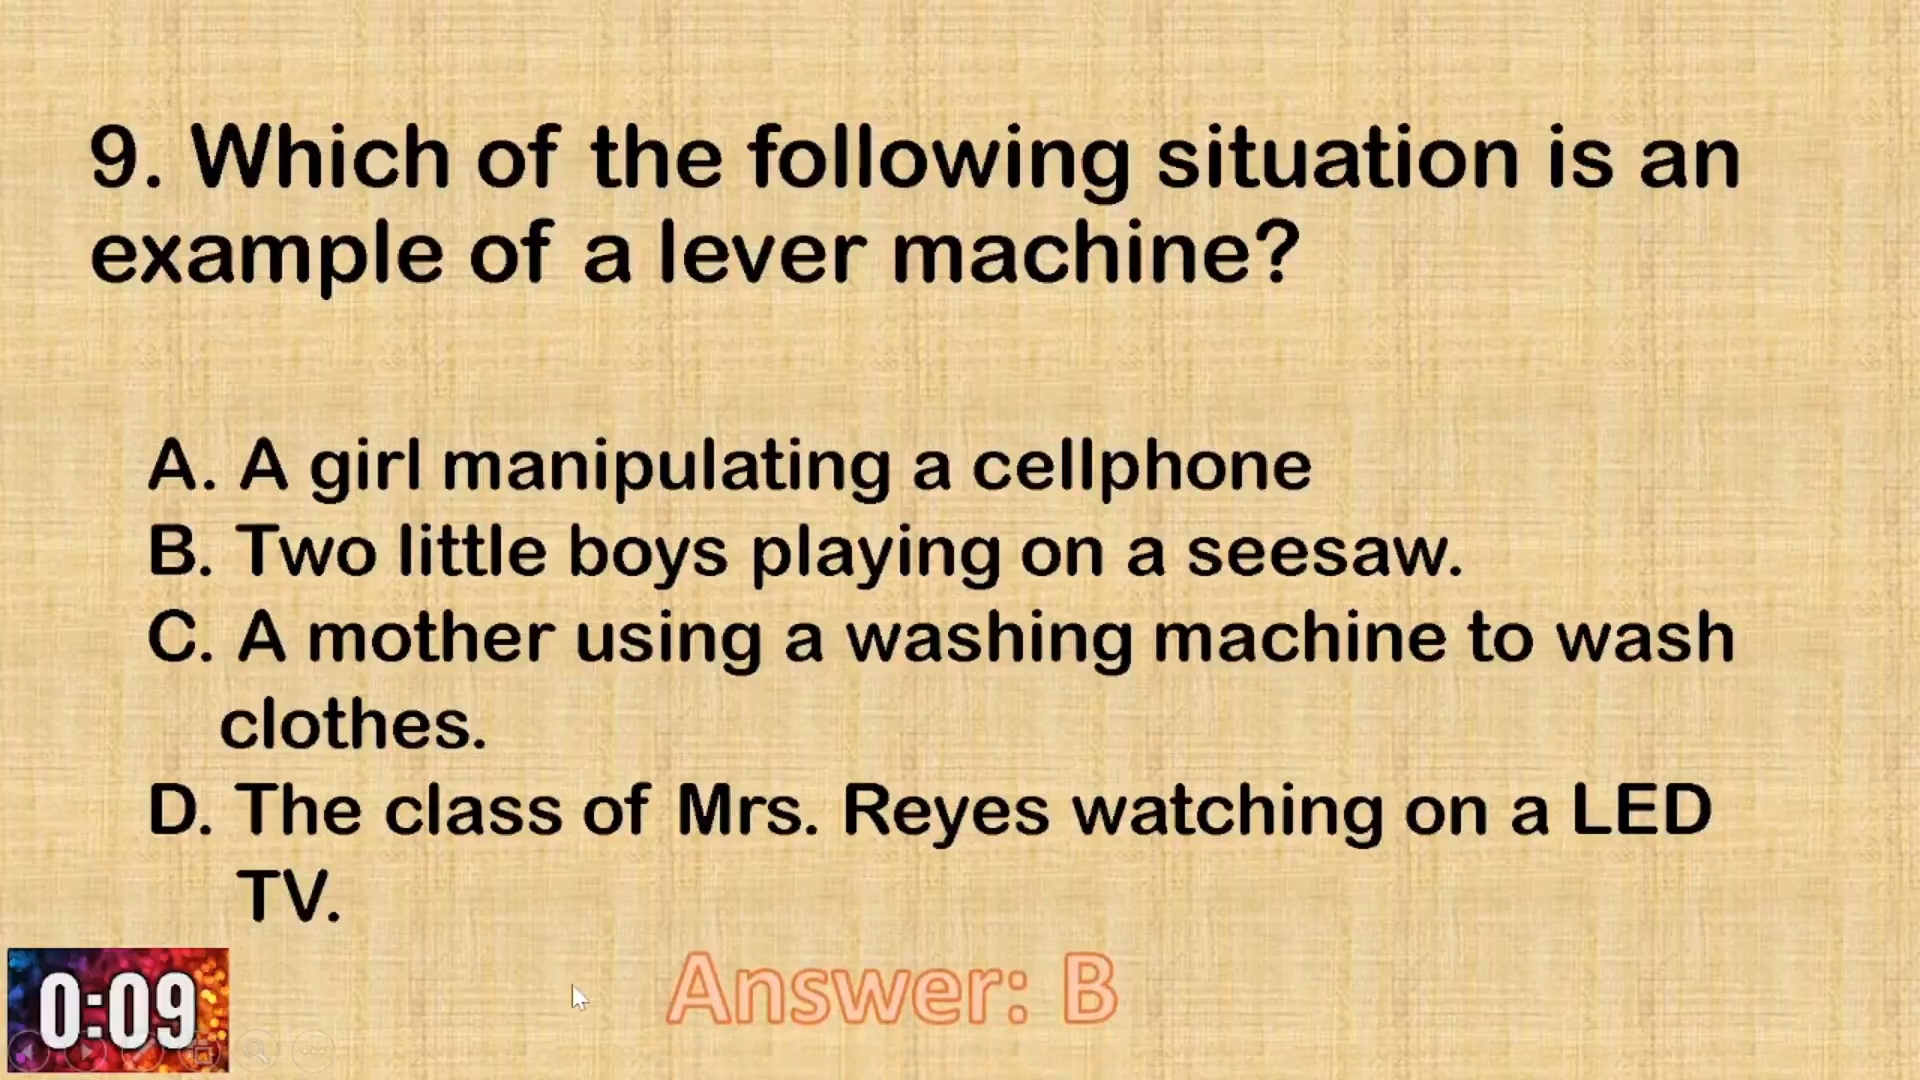 9. Which of the following situation is an
example of a lever machine?
A. A girl manipulating a cellphone
B. Two little boys playing on a seesaw.
C. A mother using a washing machine to wash
clothes.
D. The class of Mrs. Reyes watching on a LED
TV.
0:09
Answer: B